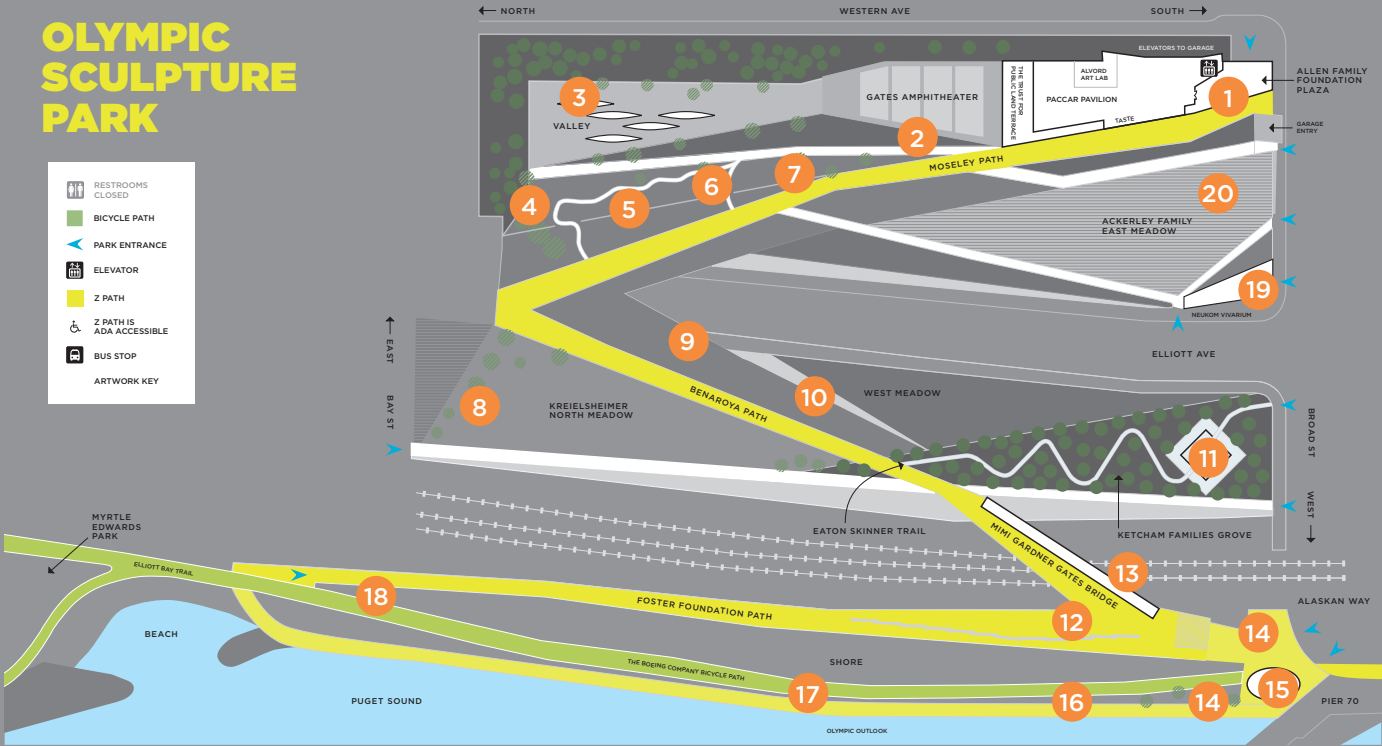 OLYMPIC
SCULPTURE
PARK
RESTROOMS
CLOSED
BICYCLE PATH
PARK ENTRANCE
ELEVATOR
Z PATH
Z PATH IS
ADA ACCESSIBLE
BUS STOP
ARTWORK KEY
NORTH
WESTERN AVE
SOUTH
ELEVATORS TO GARAGE
ALLEN FAMILY
FOUNDATION
PLAZA
THE TRUST FOR
PUBLIC LAND TERRACE
ALVORD
ART LAB
PACCAR PAVILION
TASTE
1
GARAGE
ENTRY
3
VALLEY
GATES AMPHITEATER
2
MOSELEY PATH
4
5
6
7
20
ACKERLEY FAMILY
EAST MEADOW
19
NEUKOM VIVARIUM
ELLIOTT AVE
EAST
BAY ST
8
KREIELSHEIMER
NORTH MEADOW
9
BENAROYA PATH
10
WEST MEADOW
11
BROAD ST
WEST
EATON SKINNER TRAIL
KETCHAM FAMILIES GROVE
MYRTLE
EDWARDS
PARK
ELLIOTT BAY TRAIL
MIMI GARDNER GATES BRIDGE
13
18
FOSTER FOUNDATION PATH
12
14
ALASKAN WAY
BEACH
SHORE
THE BOEING COMPANY BICYCLE PATH
17
16
14
15
PIER 70
PUGET SOUND
OLYMPIC OUTLOOK